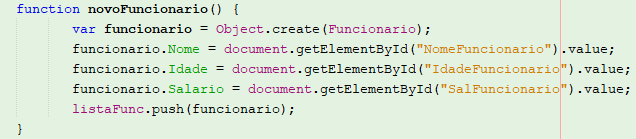 function novoFuncionario() {
var funcionario = Object.create(Funcionario);
funcionario.Nome = document.getElementById("NomeFuncionario").value;
funcionario.Idade = document.getElementById("IdadeFuncionario").value;
funcionario.Salario = document.getElementById("SalFuncionario").value;
listaFunc.push(funcionario);
}